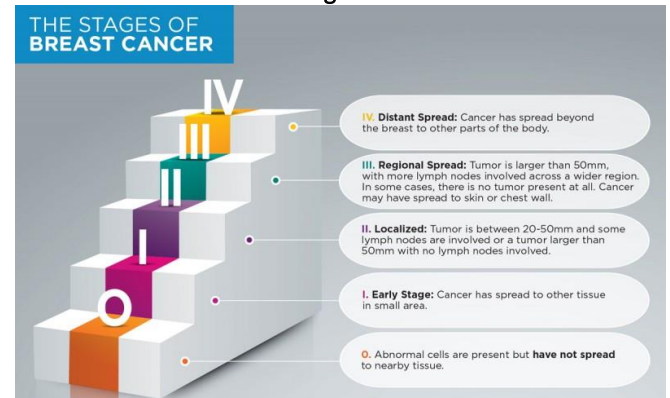 THE STAGES OF
BREAST CANCER
IV
III
II
I
0
IV. Distant Spread: Cancer has spread beyond
the breast to other parts of the body.
III. Regional Spread: Tumor is larger than 50mm,
with more lymph nodes involved across a wider region.
In some cases, there is no tumor present at all. Cancer
may have spread to skin or chest wall.
II. Localized: Tumor is between 20-50mm and some
lymph nodes are involved or a tumor larger than
50mm with no lymph nodes involved.
I. Early Stage: Cancer has spread to other tissue
in small area.
0. Abnormal cells are present but have not spread
to nearby tissue.